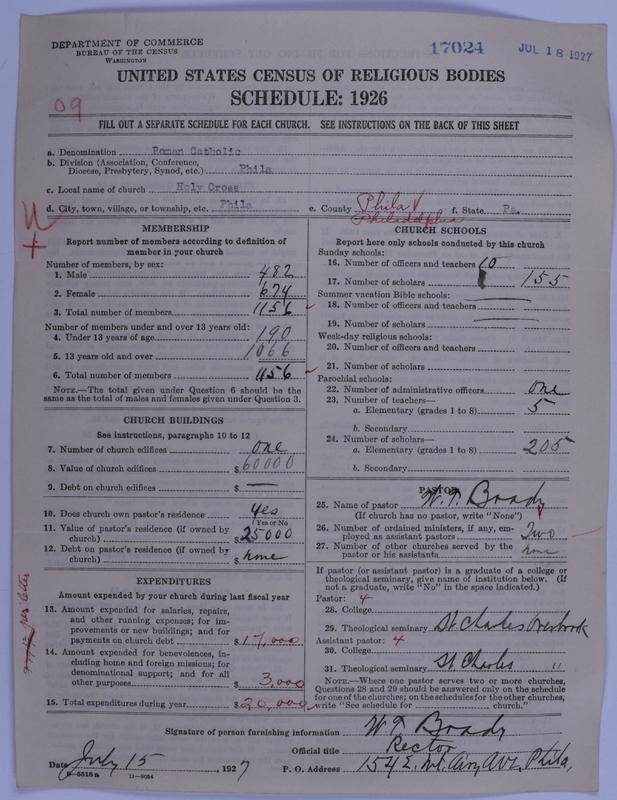 DEPARTMENT OF COMMERCE
BUREAU OF THE CENSUS
WASHINGTON
17024
JUL 18 1927
UNITED STATES CENSUS OF RELIGIOUS BODIES
SCHEDULE: 1926
09
FILL OUT A SEPARATE SCHEDULE FOR EACH CHURCH. SEE INSTRUCTIONS ON THE BACK OF THIS SHEET
a. Denomination Roman Catholic
b. Division (Association, Conference,
Diocese, Presbytery, Synod, etc.) Phila
c. Local name of church Holy Cross
d. City, town, village, or township, etc. Phila e. County Phila f. State Pa.
Philadelphia
MEMBERSHIP
Report number of members according to definition of
member in your church
Number of members, by sex:
1. Male 482
2. Female 674
3. Total number of members 1156
Number of members under and over 13 years old:
4. Under 13 years of age 190
5. 13 years old and over 1066
6. Total number of members 1156
NOTE.—The total given under Question 6 should be
same as the total of males and females given under Question 3.
CHURCH BUILDINGS
See instructions, paragraphs 10 to 12
7. Number of church edifices one
8. Value of church edifices $60000
9. Debt on church edifices $ —
10. Does church own pastor's residence yes
(Yes or No)
11. Value of pastor's residence (if owned by
church) $25000
12. Debt on pastor's residence (if owned by
church) $ none
EXPENDITURES
Amount expended by church during last fiscal year
13. Amount expended for salaries, repairs,
and other running expenses; for im-
provements or new buildings; and for
payments on church debt $17,000
14. Amount expended for benevolences, in-
cluding home and foreign missions; for
denominational support; and for all
other purposes $3,000
15. Total expenditures during year $20,000
per letter
CHURCH SCHOOLS
Report here only schools conducted by this church
Sunday schools:
16. Number of officers and teachers 10
17. Number of scholars 155
Summer vacation Bible schools:
18. Number of officers and teachers
19. Number of scholars
Week-day religious schools:
20. Number of officers and teachers
21. Number of scholars
Parochial schools:
22. Number of administrative officers one
23. Number of teachers—
a. Elementary (grades 1 to 8) 5
b. Secondary
24. Number of scholars—
a. Elementary (grades 1 to 8) 205
b. Secondary
PASTOR
25. Name of pastor W. T. Brady
(If church has no pastor, write "None")
26. Number of ordained ministers, if any, em-
ployed as assistant pastors Two
27. Number of other churches served by the
pastor or his assistants none
If pastor (or assistant pastor) is a graduate of a college or
theological seminary, give name of institution below. (If
not a graduate, write "No" in the space indicated.)
Pastor: 4
28. College
29. Theological seminary St Charles Overbrook
Assistant pastor: 4
30. College
31. Theological seminary St Charles "
NOTE.—Where one pastor serves two or more churches,
Questions 28 and 29 should be answered only on the schedule
for one of the churches; on the schedules for the other churches,
write "See schedule for church."
Signature of person furnishing information W T Brady
Official title Rector
Date July 15, 1927 P. O. Address 154 E. Mt. Airy Ave, Phila,
8-5518a 11-9034